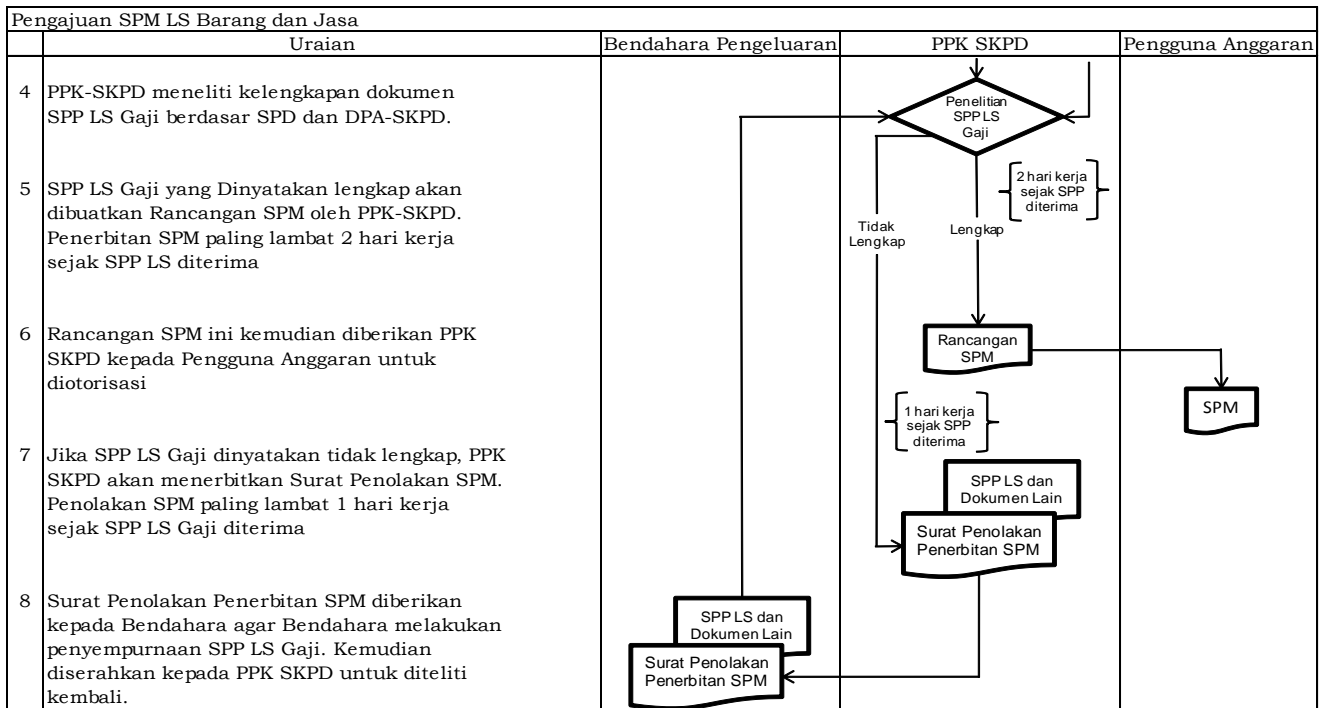 Pengajuan SPM LS Barang dan Jasa
Uraian
Bendahara Pengeluaran
PPK SKPD
Pengguna Anggaran
4 PPK-SKPD meneliti kelengkapan dokumen
SPP LS Gaji berdasar SPD dan DPA-SKPD.
Penelitian
SPP LS
Gaji
5 SPP LS Gaji yang Dinyatakan lengkap akan
dibuatkan Rancangan SPM oleh PPK-SKPD.
Penerbitan SPM paling lambat 2 hari kerja
sejak SPP LS diterima
2 hari kerja
sejak SPP
diterima
Tidak
Lengkap
Lengkap
6 Rancangan SPM ini kemudian diberikan PPK
SKPD kepada Pengguna Anggaran untuk
diotorisasi
Rancangan
SPM
SPM
1 hari kerja
sejak SPP
diterima
7 Jika SPP LS Gaji dinyatakan tidak lengkap, PPK
SKPD akan menerbitkan Surat Penolakan SPM.
Penolakan SPM paling lambat 1 hari kerja
sejak SPP LS Gaji diterima
SPP LS dan
Dokumen Lain
Surat Penolakan
Penerbitan SPM
8 Surat Penolakan Penerbitan SPM diberikan
kepada Bendahara agar Bendahara melakukan
penyempurnaan SPP LS Gaji. Kemudian
diserahkan kepada PPK SKPD untuk diteliti
kembali.
SPP LS dan
Dokumen Lain
Surat Penolakan
Penerbitan SPM